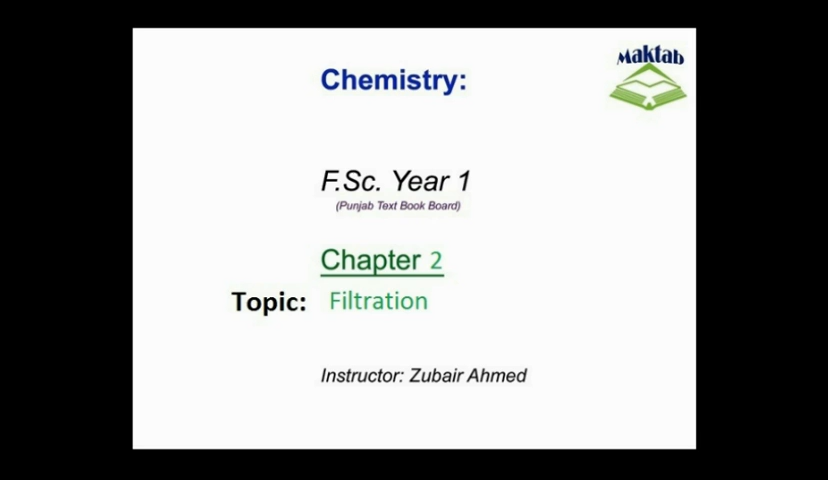 Maktab
Chemistry:
F.Sc. Year 1
(Punjab Text Book Board)
Chapter 2
Topic: Filtration
Instructor: Zubair Ahmed